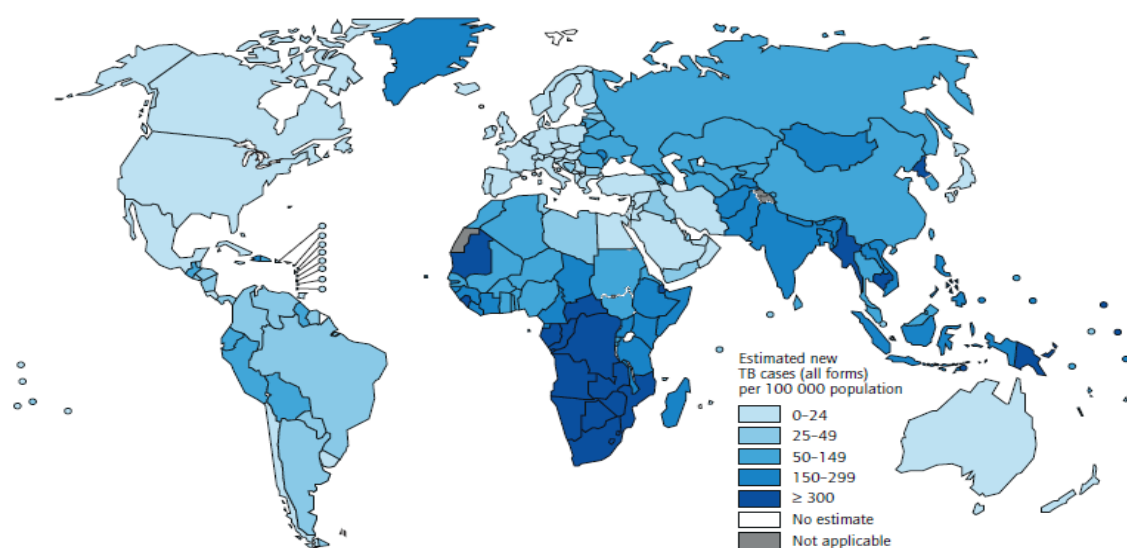 Estimated new
TB cases (all forms)
per 100 000 population
0–24
25–49
50–149
150–299
≥ 300
No estimate
Not applicable